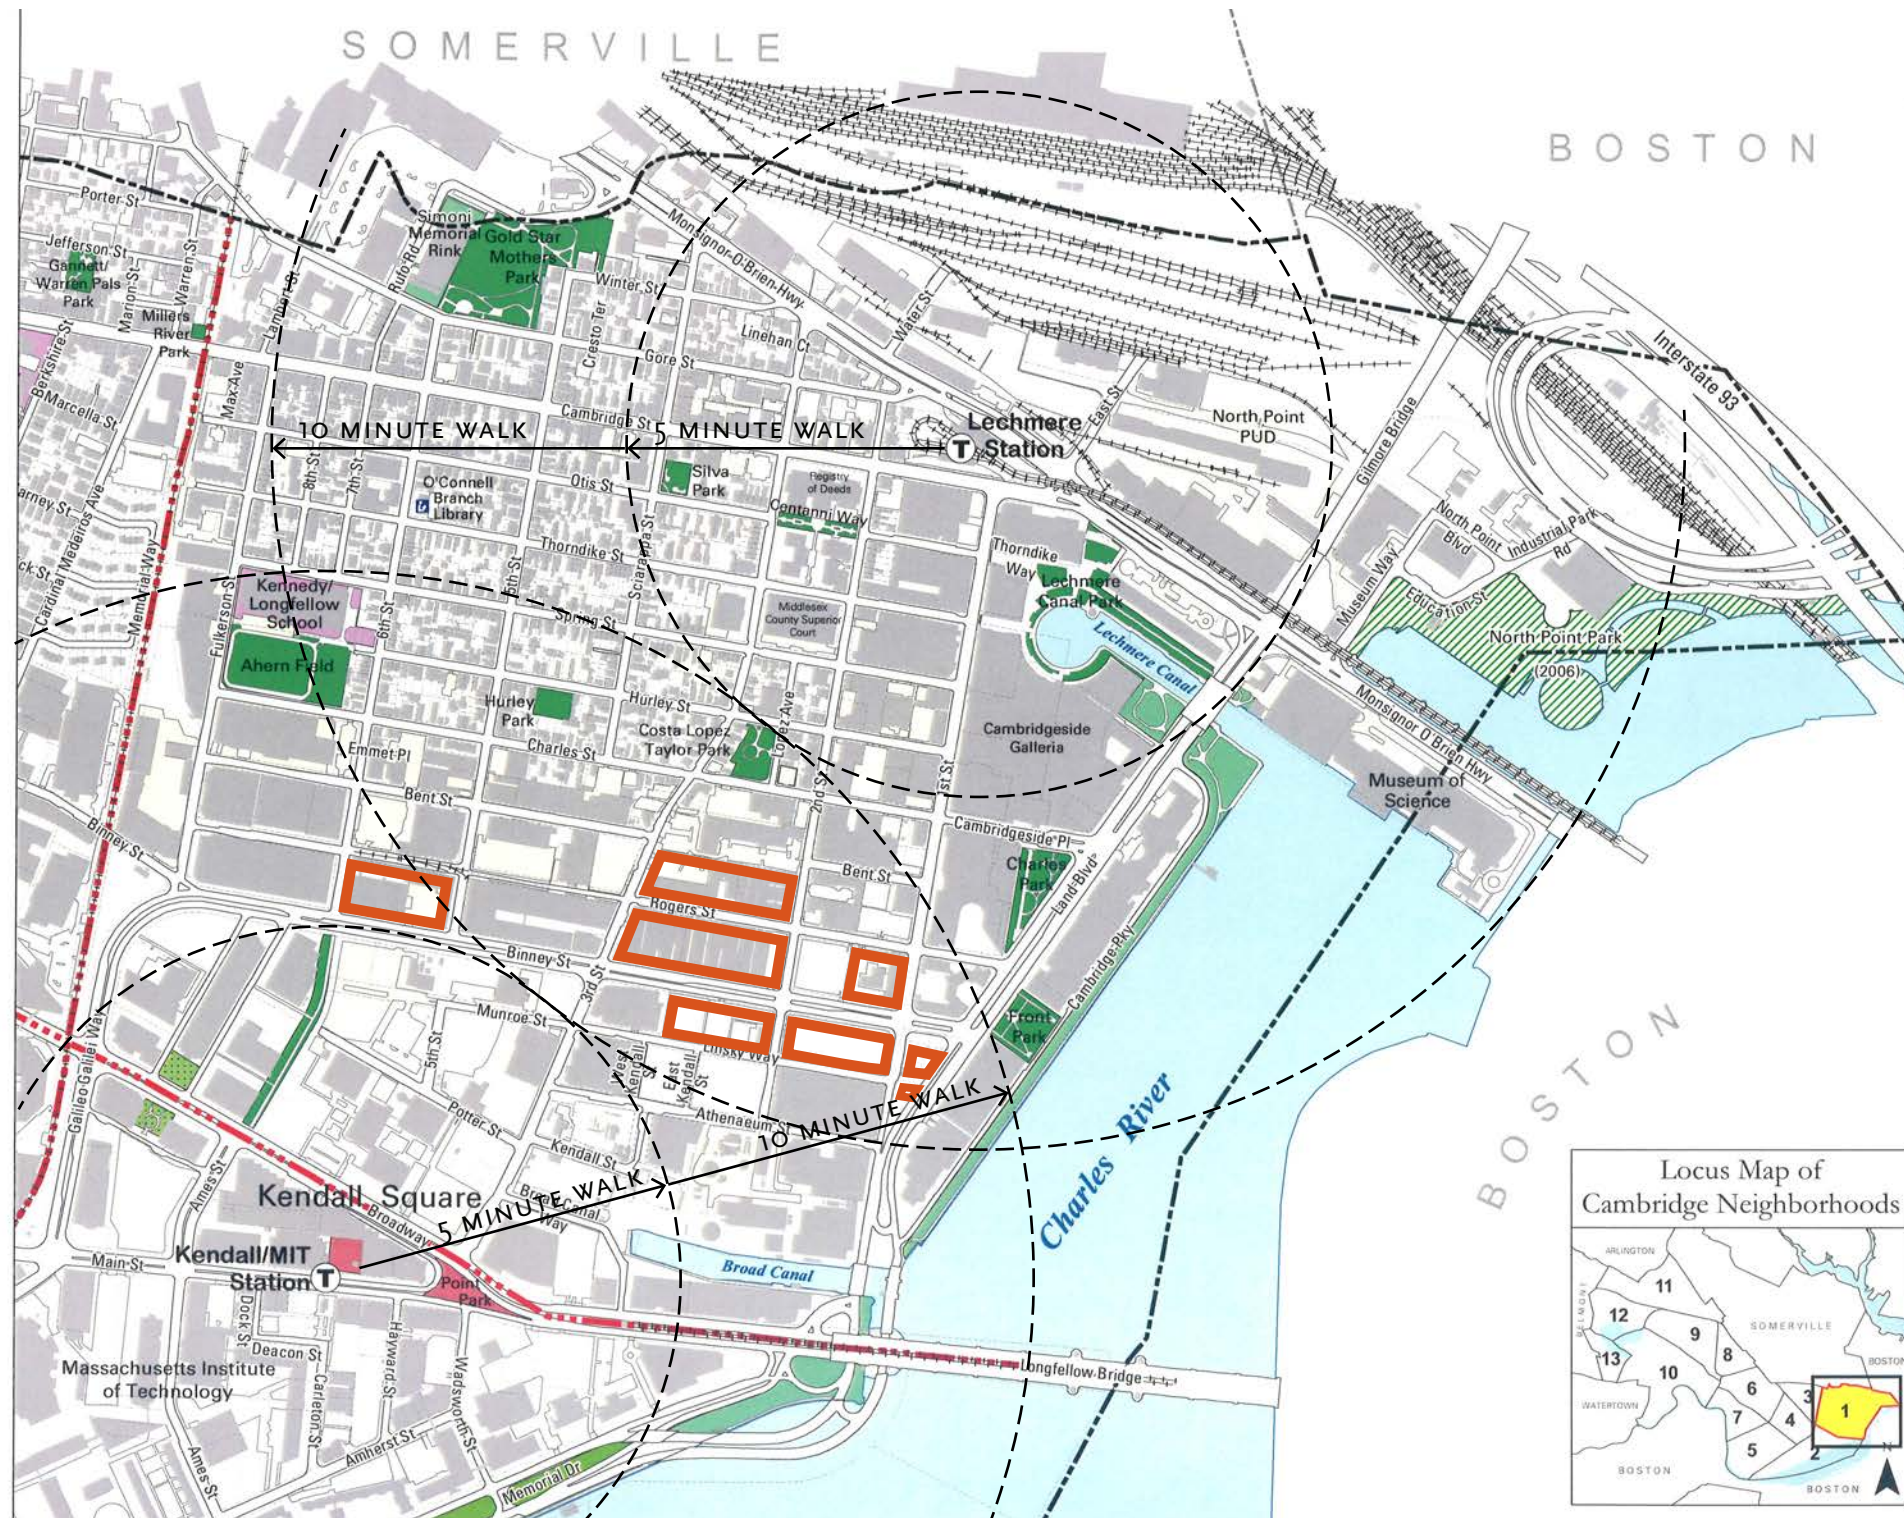 SOMERVILLE
BOSTON
Porter St
Jefferson St
Gannett/
Warren Pals
Park
Marion St
Warren St
Millers
River
Park
Berkshire St
Marcella St
Max Ave
Lambert St
Rufo Rd
Simoni
Memorial
Rink
Gold Star
Mothers
Park
Winter St
Cresto Ter
Gore St
Linehan Ct
Monsignor O'Brien Hwy
Water St
East St
Cambridge St
10 MINUTE WALK
5 MINUTE WALK
Lechmere
Station
T
North Point
PUD
Gilmore Bridge
Interstate 93
8th St
7th St
O'Connell
Branch
Library
Otis St
Silva
Park
Registry
of Deeds
Centanni Way
Thorndike St
Sciarappa St
Cardinal Medeiros Ave
Memorial Way
Fulkerson St
Kennedy/
Longfellow
School
6th St
5th St
Spring St
Middlesex
County Superior
Court
Thorndike
Way
Lechmere
Canal Park
Lechmere Canal
Museum Way
North Point
Blvd
Industrial Park
Rd
Education St
North Point Park
(2006)
Ahern Field
Hurley
Park
Hurley St
Costa Lopez
Taylor Park
Lopez Ave
Charles St
Emmet Pl
Bent St
2nd St
1st St
Cambridgeside
Galleria
Monsignor O'Brien Hwy
Museum of
Science
Cambridgeside Pl
Charles
Park
Land Blvd
Bent St
Binney St
Rogers St
Binney St
3rd St
Cambridge Pky
Front
Park
Munroe St
Linsky Way
West
Kendall
St
East
Kendall
St
Athenaeum St
5th St
Potter St
Kendall St
Broad Canal
Way
10 MINUTE WALK
5 MINUTE WALK
Galileo Galilei Way
Ames St
Kendall Square
Broadway
Kendall/MIT
Station
T
Main St
Point
Park
Broad Canal
Charles River
BOSTON
Dock St
Deacon St
Carleton St
Hayward St
Wadsworth St
Massachusetts Institute
of Technology
Amherst St
Ames St
Memorial Dr
Longfellow Bridge
Locus Map of
Cambridge Neighborhoods
ARLINGTON
BELMONT
11
12
13
9
8
10
SOMERVILLE
BOSTON
WATERTOWN
6
7
5
4
3
1
2
BOSTON
BOSTON
N